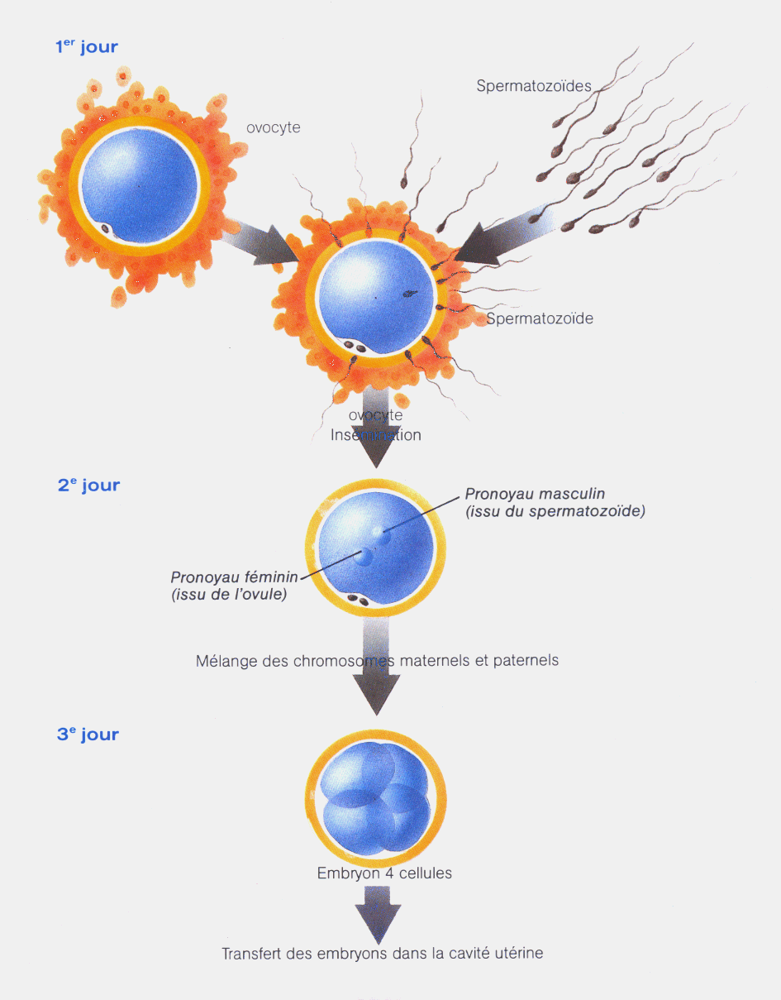 1er jour
Spermatozoïdes
ovocyte
Spermatozoïde
ovocyte
Insémination
2e jour
Pronoyau masculin
(issu du spermatozoïde)
Pronoyau féminin
(issu de l'ovule)
Mélange des chromosomes maternels et paternels
3e jour
Embryon 4 cellules
Transfert des embryons dans la cavité utérine